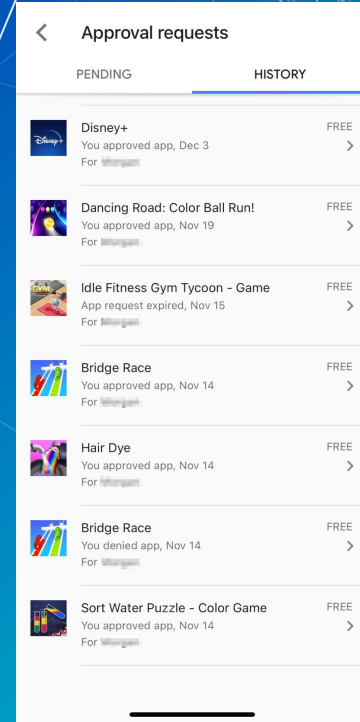 Approval requests
PENDING
HISTORY
Disney+
FREE
You approved app, Dec 3
For
Dancing Road: Color Ball Run!
FREE
You approved app, Nov 19
For
Idle Fitness Gym Tycoon - Game
FREE
App request expired, Nov 15
For
Bridge Race
FREE
You approved app, Nov 14
For
Hair Dye
FREE
You approved app, Nov 14
For
Bridge Race
FREE
You denied app, Nov 14
For
Sort Water Puzzle - Color Game
FREE
You approved app, Nov 14
For